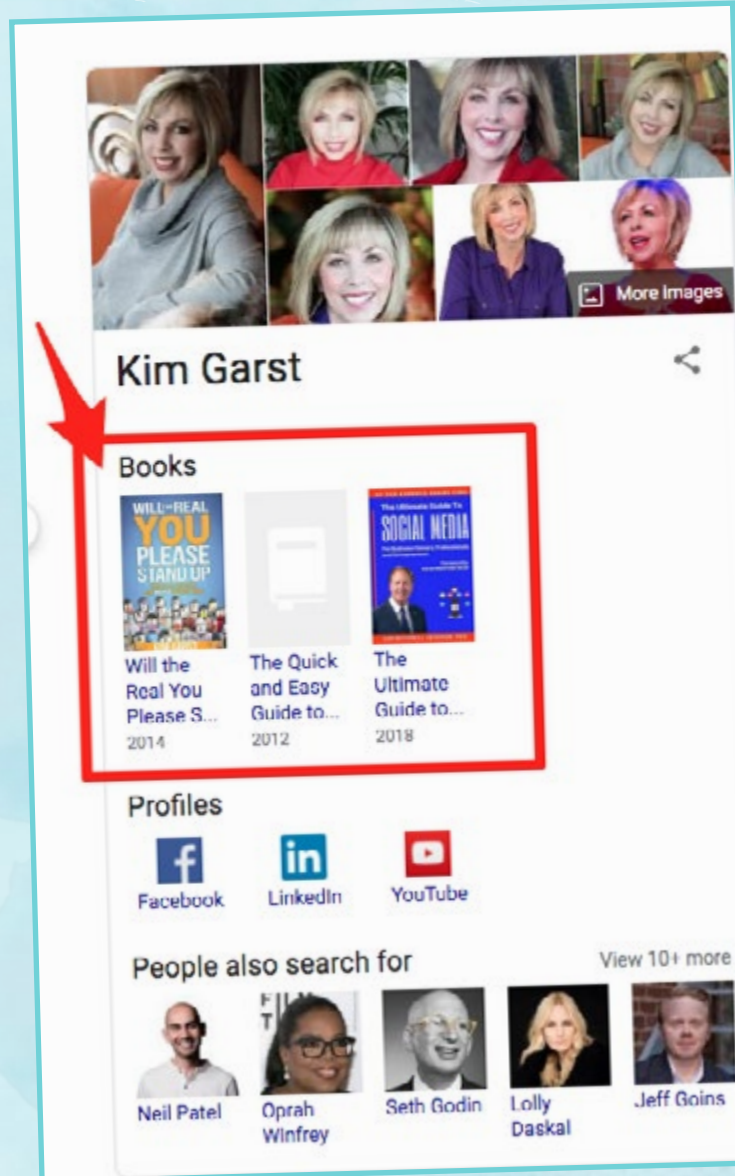 More Images
Kim Garst
Books
WILL THE REAL
YOU
PLEASE
STAND UP
The Ultimate Guide To
SOCIAL MEDIA
Will the
Real You
Please S...
2014
The Quick
and Easy
Guide to...
2012
The
Ultimate
Guide to...
2018
Profiles
f
Facebook
in
LinkedIn
YouTube
People also search for
View 10+ more
Neil Patel
Oprah
Winfrey
Seth Godin
Lolly
Daskal
Jeff Goins